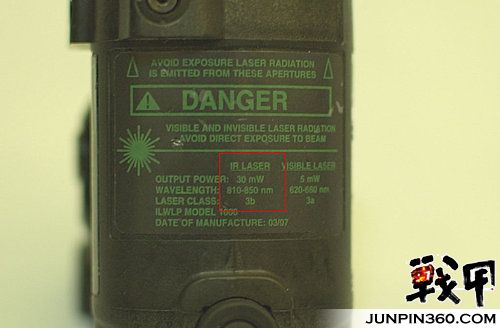 AVOID EXPOSURE LASER RADIATION
IS EMITTED FROM THESE APERTURES
DANGER
VISIBLE AND INVISIBLE LASER RADIATION
AVOID DIRECT EXPOSURE TO BEAM
IR LASER VISIBLE LASER
OUTPUT POWER: 30 mW 5 mW
WAVELENGTH: 810-850 nm 620-680 nm
LASER CLASS: 3b 3a
ILWLP MODEL 1000
DATE OF MANUFACTURE: 03/07
戦甲
JUNPIN360.COM